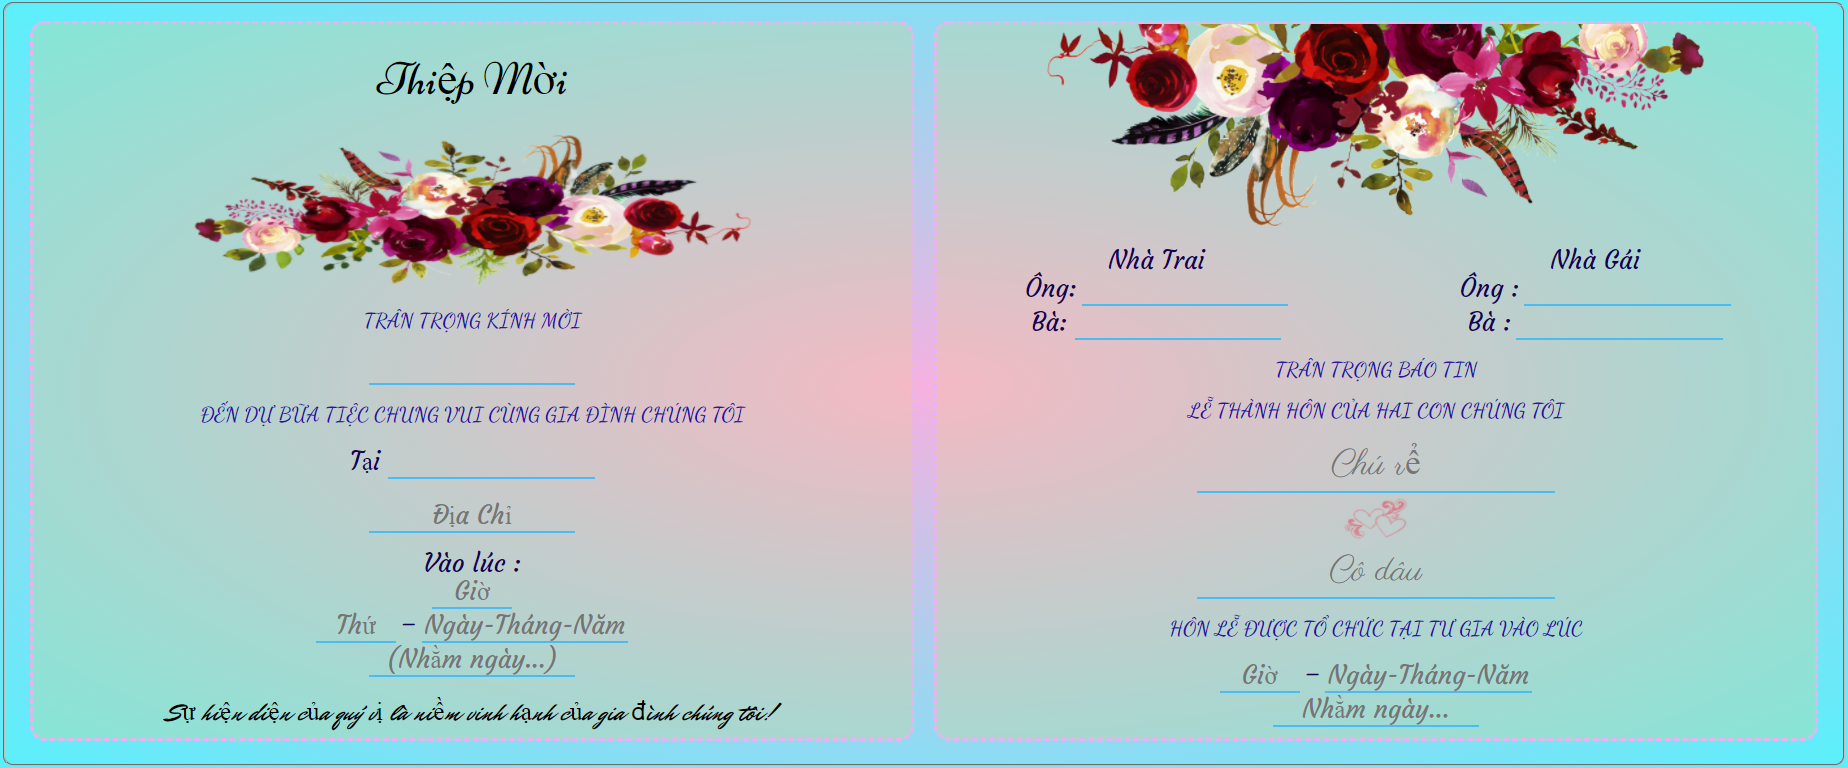 Thiệp Mời
TRÂN TRỌNG KÍNH MỜI
ĐẾN DỰ BỮA TIỆC CHUNG VUI CÙNG GIA ĐÌNH CHÚNG TÔI
Tại
Địa Chỉ
Vào lúc :
Giờ
Thứ – Ngày-Tháng-Năm
(Nhằm ngày...)
Sự hiện diện của quý vị là niềm vinh hạnh của gia đình chúng tôi!
Nhà Trai
Ông:
Bà:
Nhà Gái
Ông :
Bà :
TRÂN TRỌNG BÁO TIN
LỄ THÀNH HÔN CỦA HAI CON CHÚNG TÔI
Chú rể
Cô dâu
HÔN LỄ ĐƯỢC TỔ CHỨC TẠI TƯ GIA VÀO LÚC
Giờ – Ngày-Tháng-Năm
Nhằm ngày...